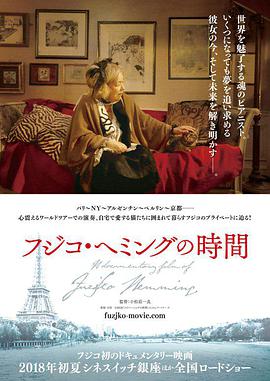 世界を魅了する魂のピアニスト。
いくつになっても夢を追い求める
彼女の今、そして未来を解き明かす――
パリ～NY～アルゼンチン～ベルリン～京都――
心震えるワールドツアーでの演奏、自宅で愛する猫たちに囲まれて暮らすフジコのプライベートに迫る!
フジコ・ヘミングの時間
A documentary film of
Fuzjko Hemming
監督:小松莊一良
fuzjko-movie.com
フジコ初のドキュメンタリー映画
2018年初夏シネスイッチ銀座ほか全国ロードショー